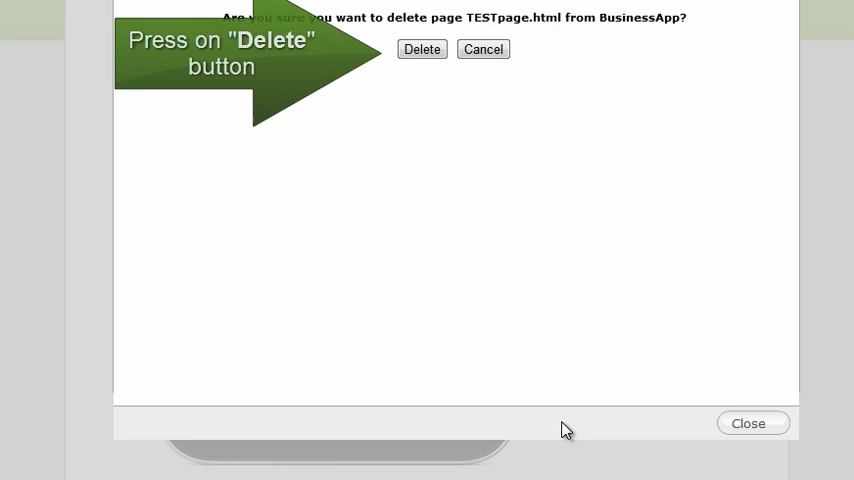 Are you sure you want to delete page TESTpage.html from BusinessApp?
Press on "Delete"
button
Delete Cancel
Close